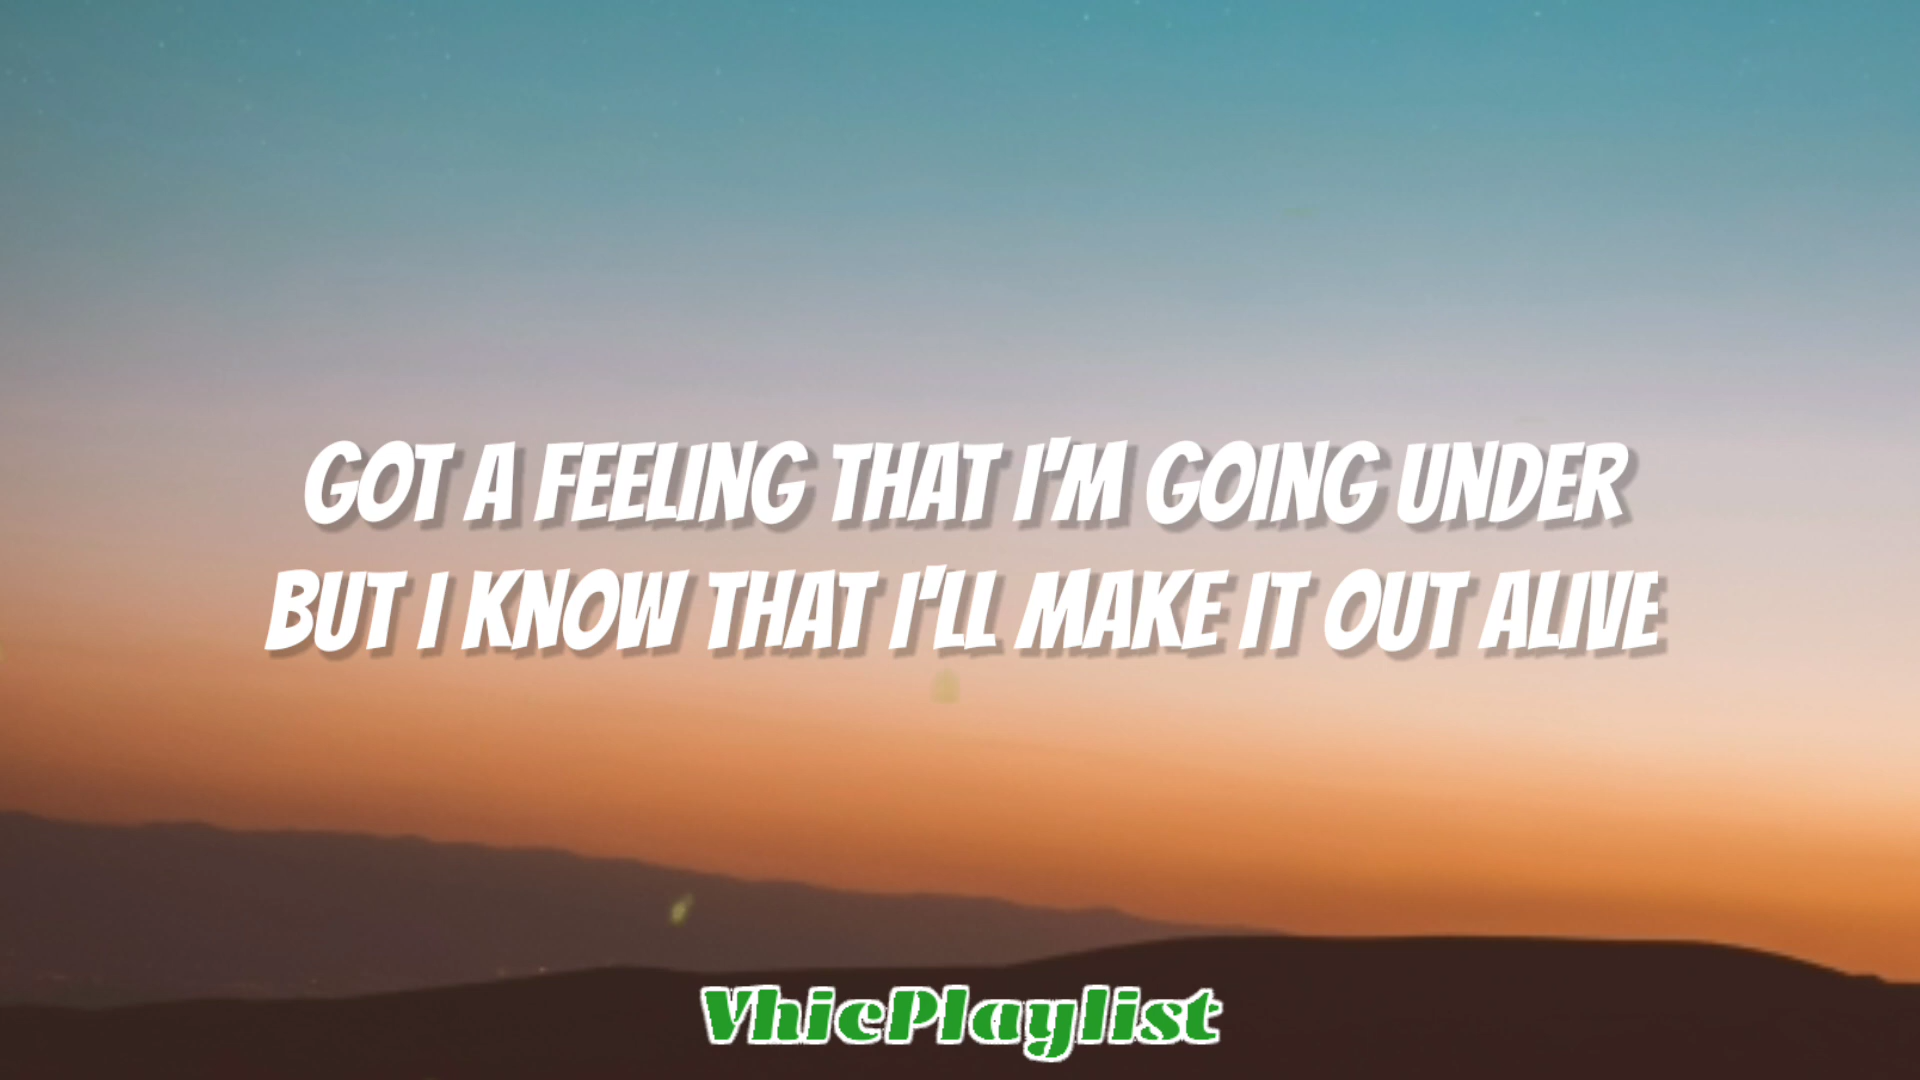 GOT A FEELING THAT I'M GOING UNDER
BUT I KNOW THAT I'LL MAKE IT OUT ALIVE
VhicPlaylist